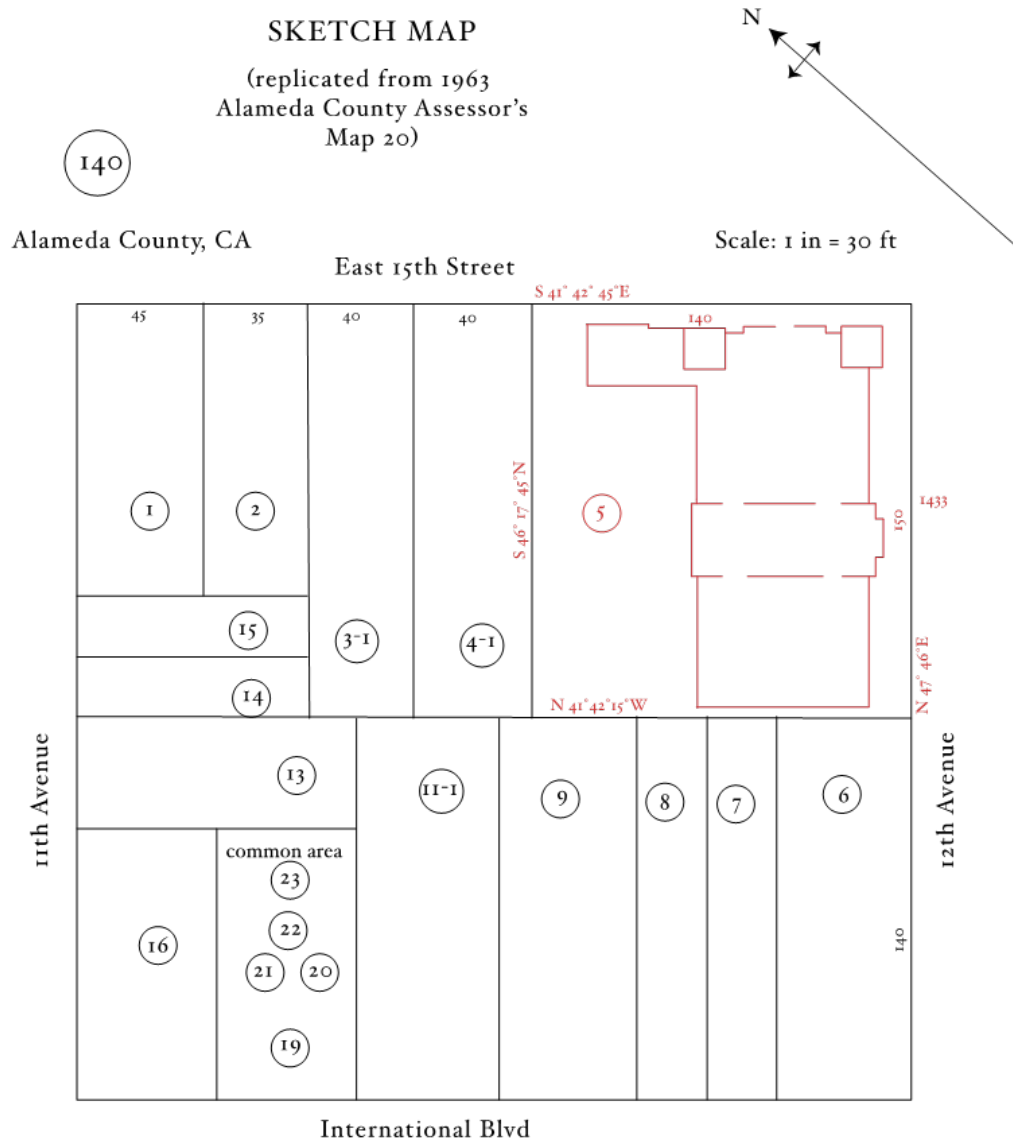 SKETCH MAP
N
(replicated from 1963
Alameda County Assessor's
Map 20)
140
Alameda County, CA
Scale: 1 in = 30 ft
East 15th Street
S 41° 42° 45°E
45
35
40
40
140
1
2
S 46° 17° 45°N
5
1433
150
15
3-1
4-1
14
N 41°42°15°W
N 47° 46°E
11th Avenue
13
11-1
9
8
7
6
12th Avenue
common area
23
22
16
21
20
140
19
International Blvd